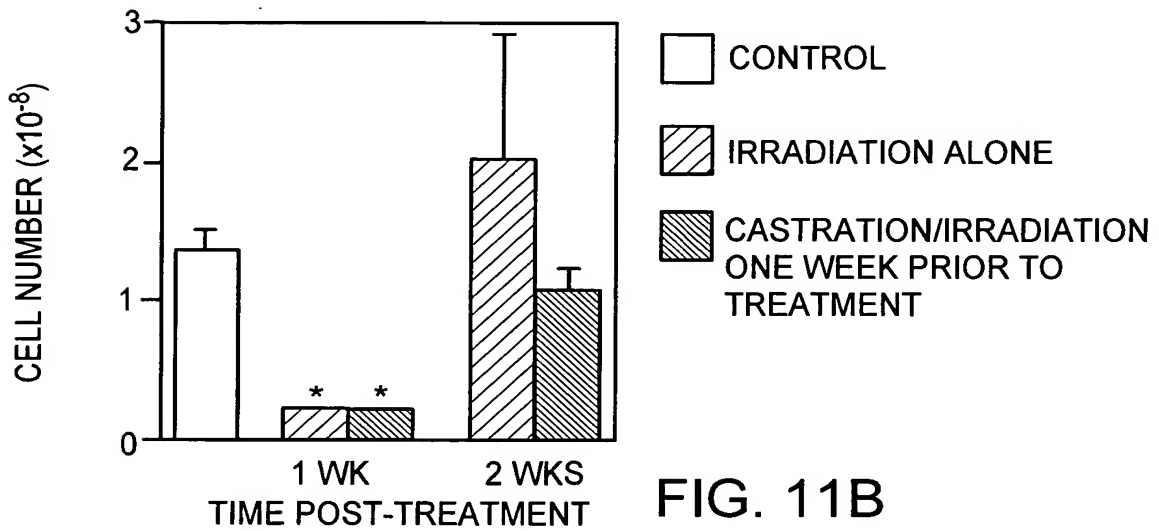 3
2
1
0
CELL NUMBER (x10⁻⁸)
* *
1 WK 2 WKS
TIME POST-TREATMENT
CONTROL
IRRADIATION ALONE
CASTRATION/IRRADIATION
ONE WEEK PRIOR TO
TREATMENT
FIG. 11B